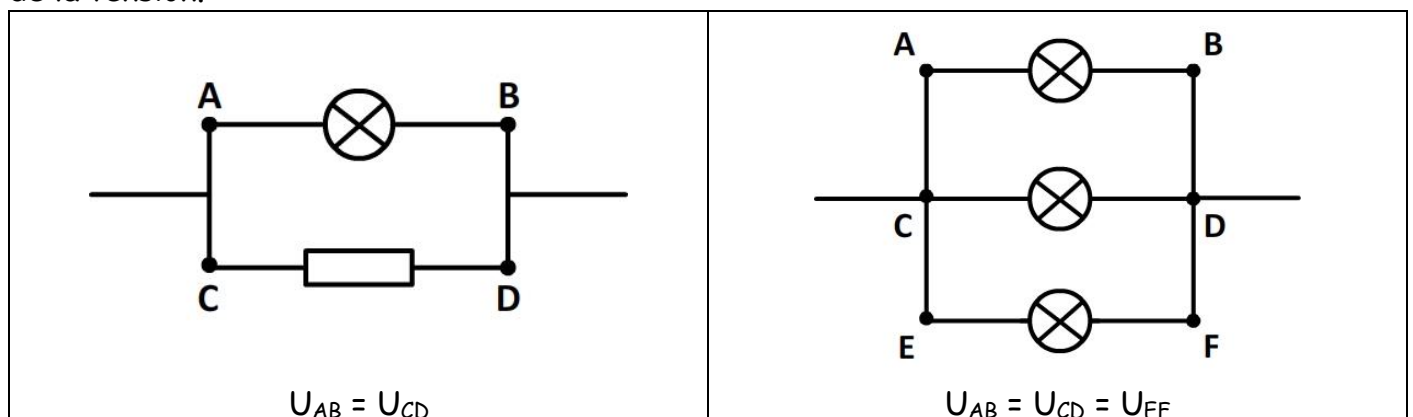 de la tension.
A B
C D
U_AB = U_CD
A B
C D
E F
U_AB = U_CD = U_EF